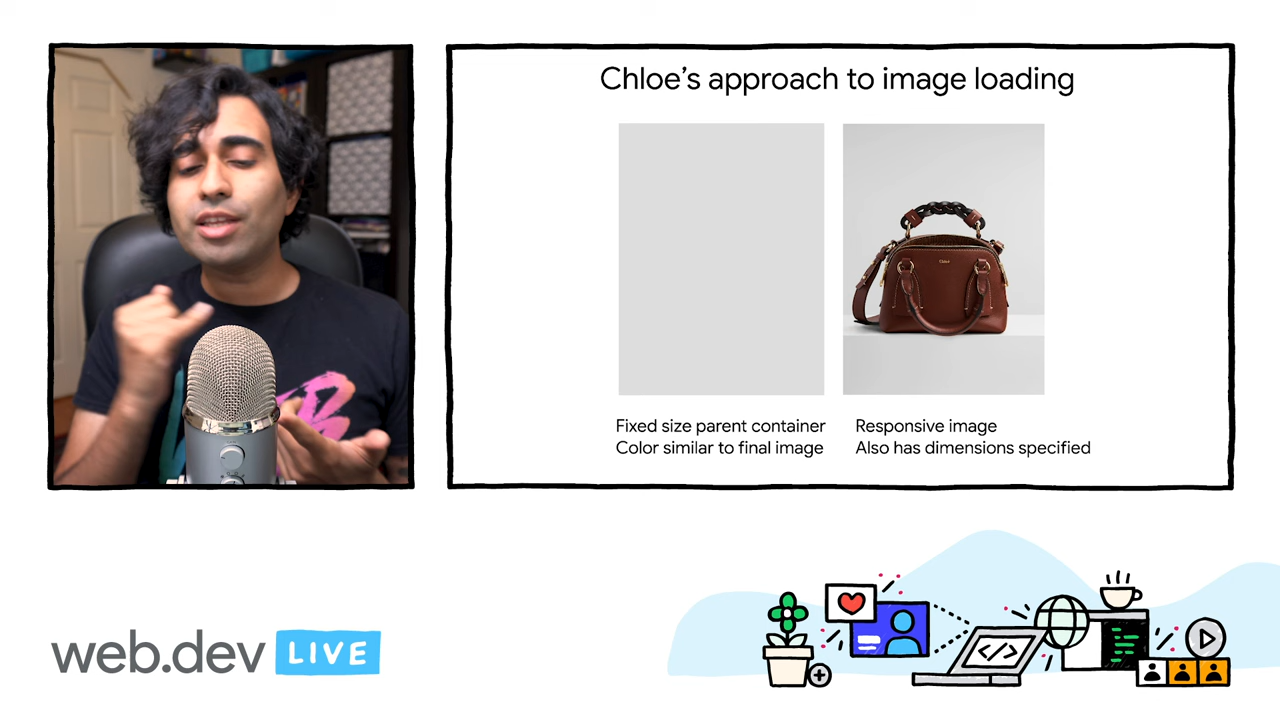 Chloe's approach to image loading
Chloé
Fixed size parent container
Color similar to final image
Responsive image
Also has dimensions specified
web.dev LIVE
</>